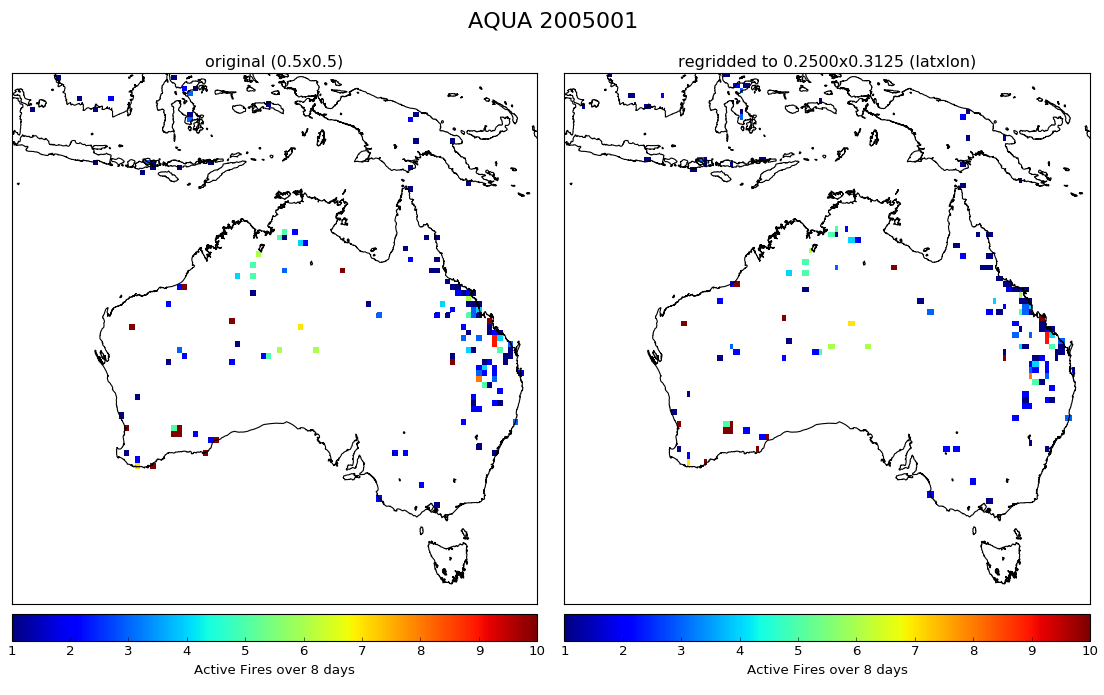 AQUA 2005001
original (0.5x0.5)
regridded to 0.2500x0.3125 (latxlon)
1 2 3 4 5 6 7 8 9 10
Active Fires over 8 days
1 2 3 4 5 6 7 8 9 10
Active Fires over 8 days